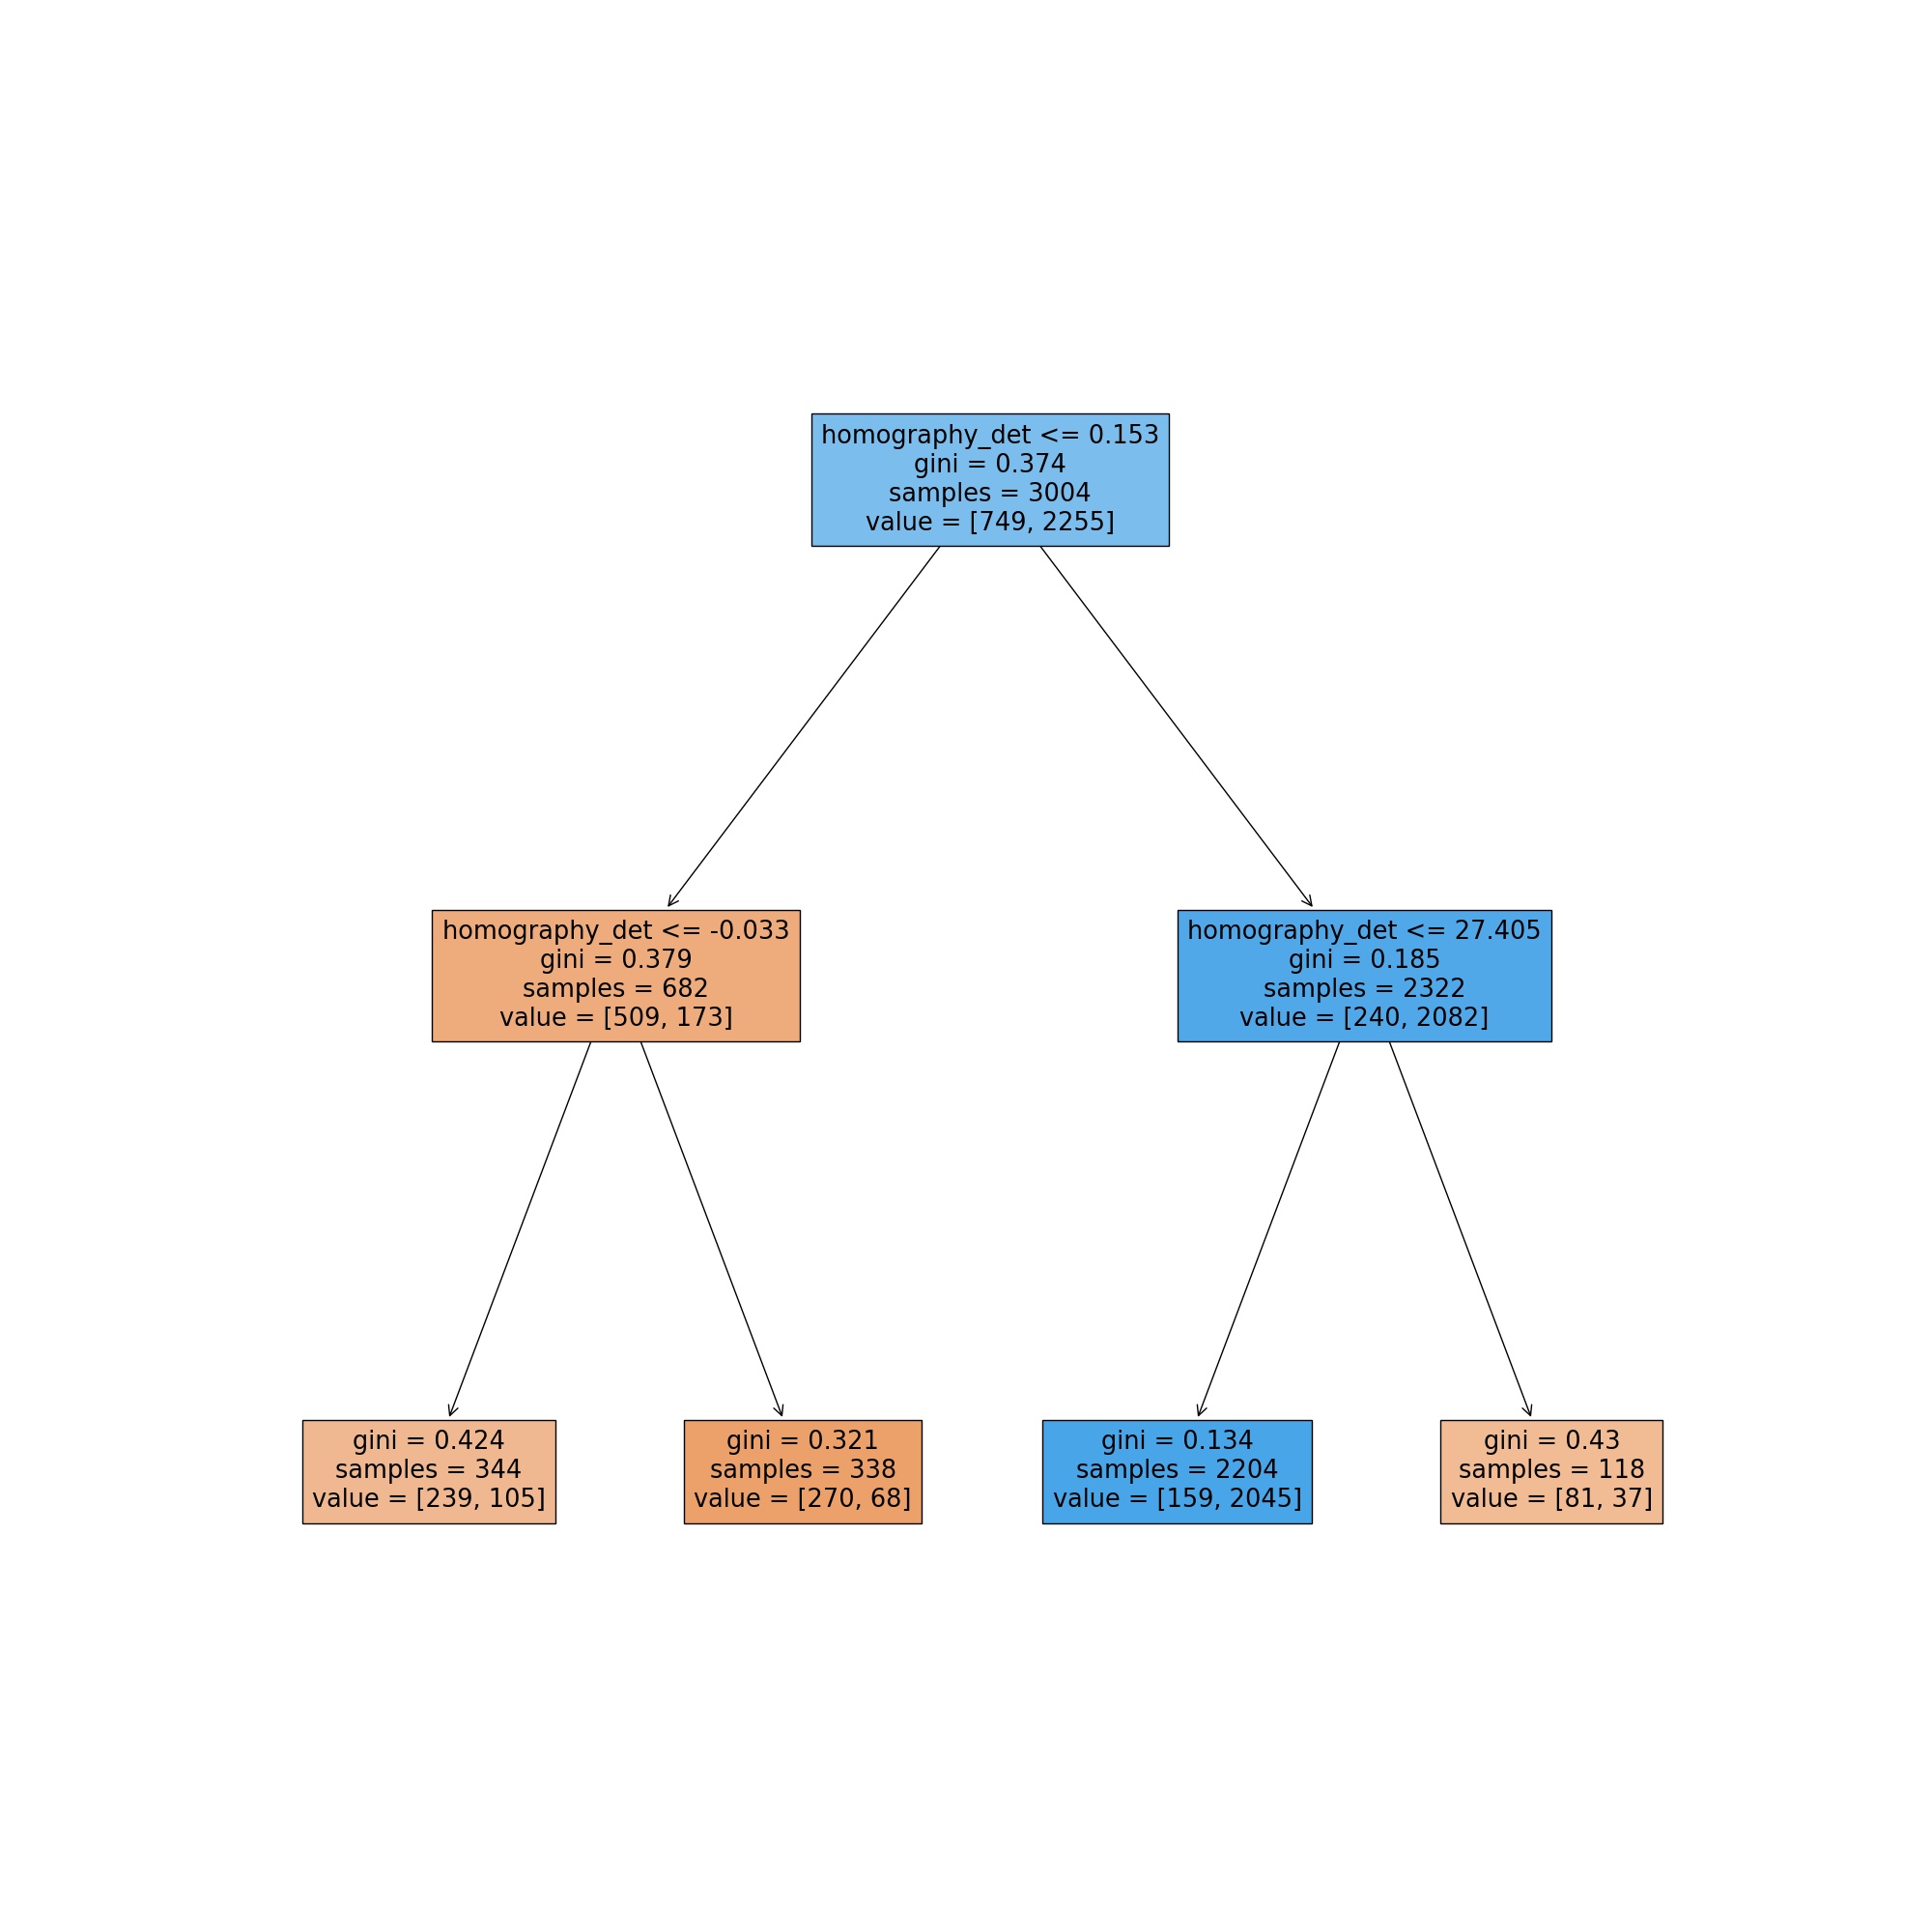 homography_det <= 0.153
gini = 0.374
samples = 3004
value = [749, 2255]
homography_det <= -0.033
gini = 0.379
samples = 682
value = [509, 173]
homography_det <= 27.405
gini = 0.185
samples = 2322
value = [240, 2082]
gini = 0.424
samples = 344
value = [239, 105]
gini = 0.321
samples = 338
value = [270, 68]
gini = 0.134
samples = 2204
value = [159, 2045]
gini = 0.43
samples = 118
value = [81, 37]